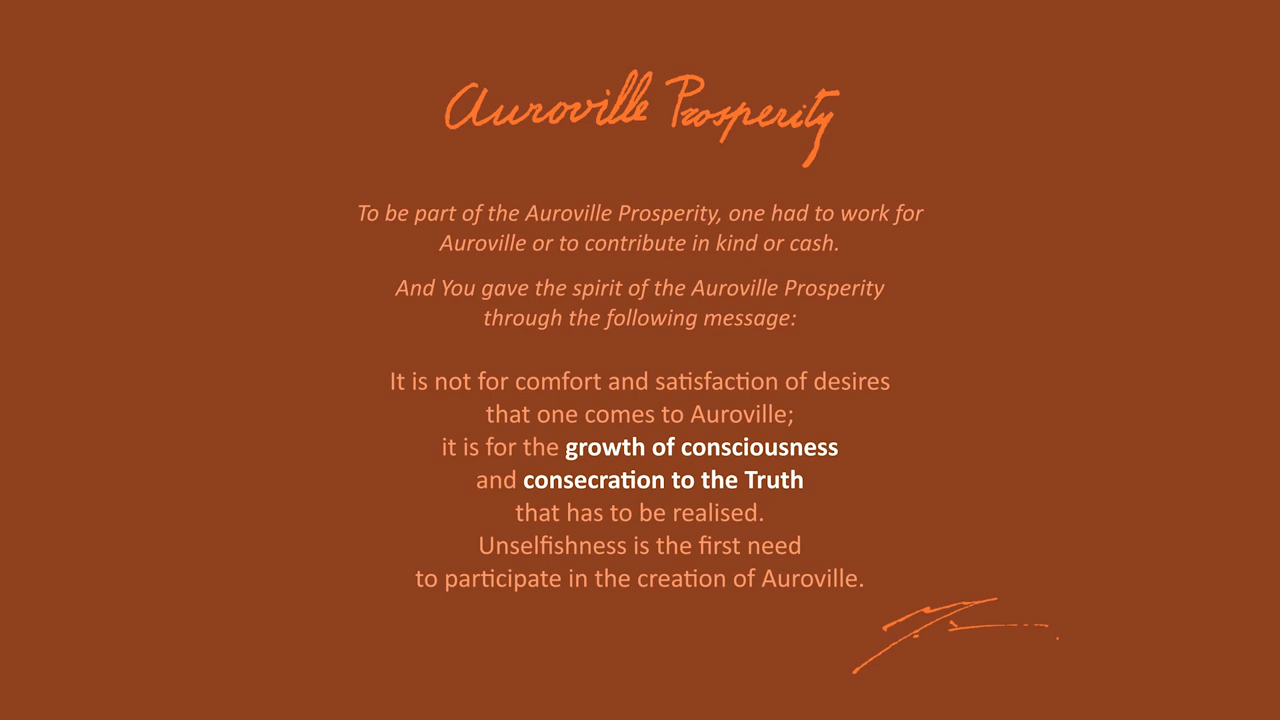 Auroville Prosperity
To be part of the Auroville Prosperity, one had to work for
Auroville or to contribute in kind or cash.
And You gave the spirit of the Auroville Prosperity
through the following message:
It is not for comfort and satisfaction of desires
that one comes to Auroville;
it is for the growth of consciousness
and consecration to the Truth
that has to be realised.
Unselfishness is the first need
to participate in the creation of Auroville.